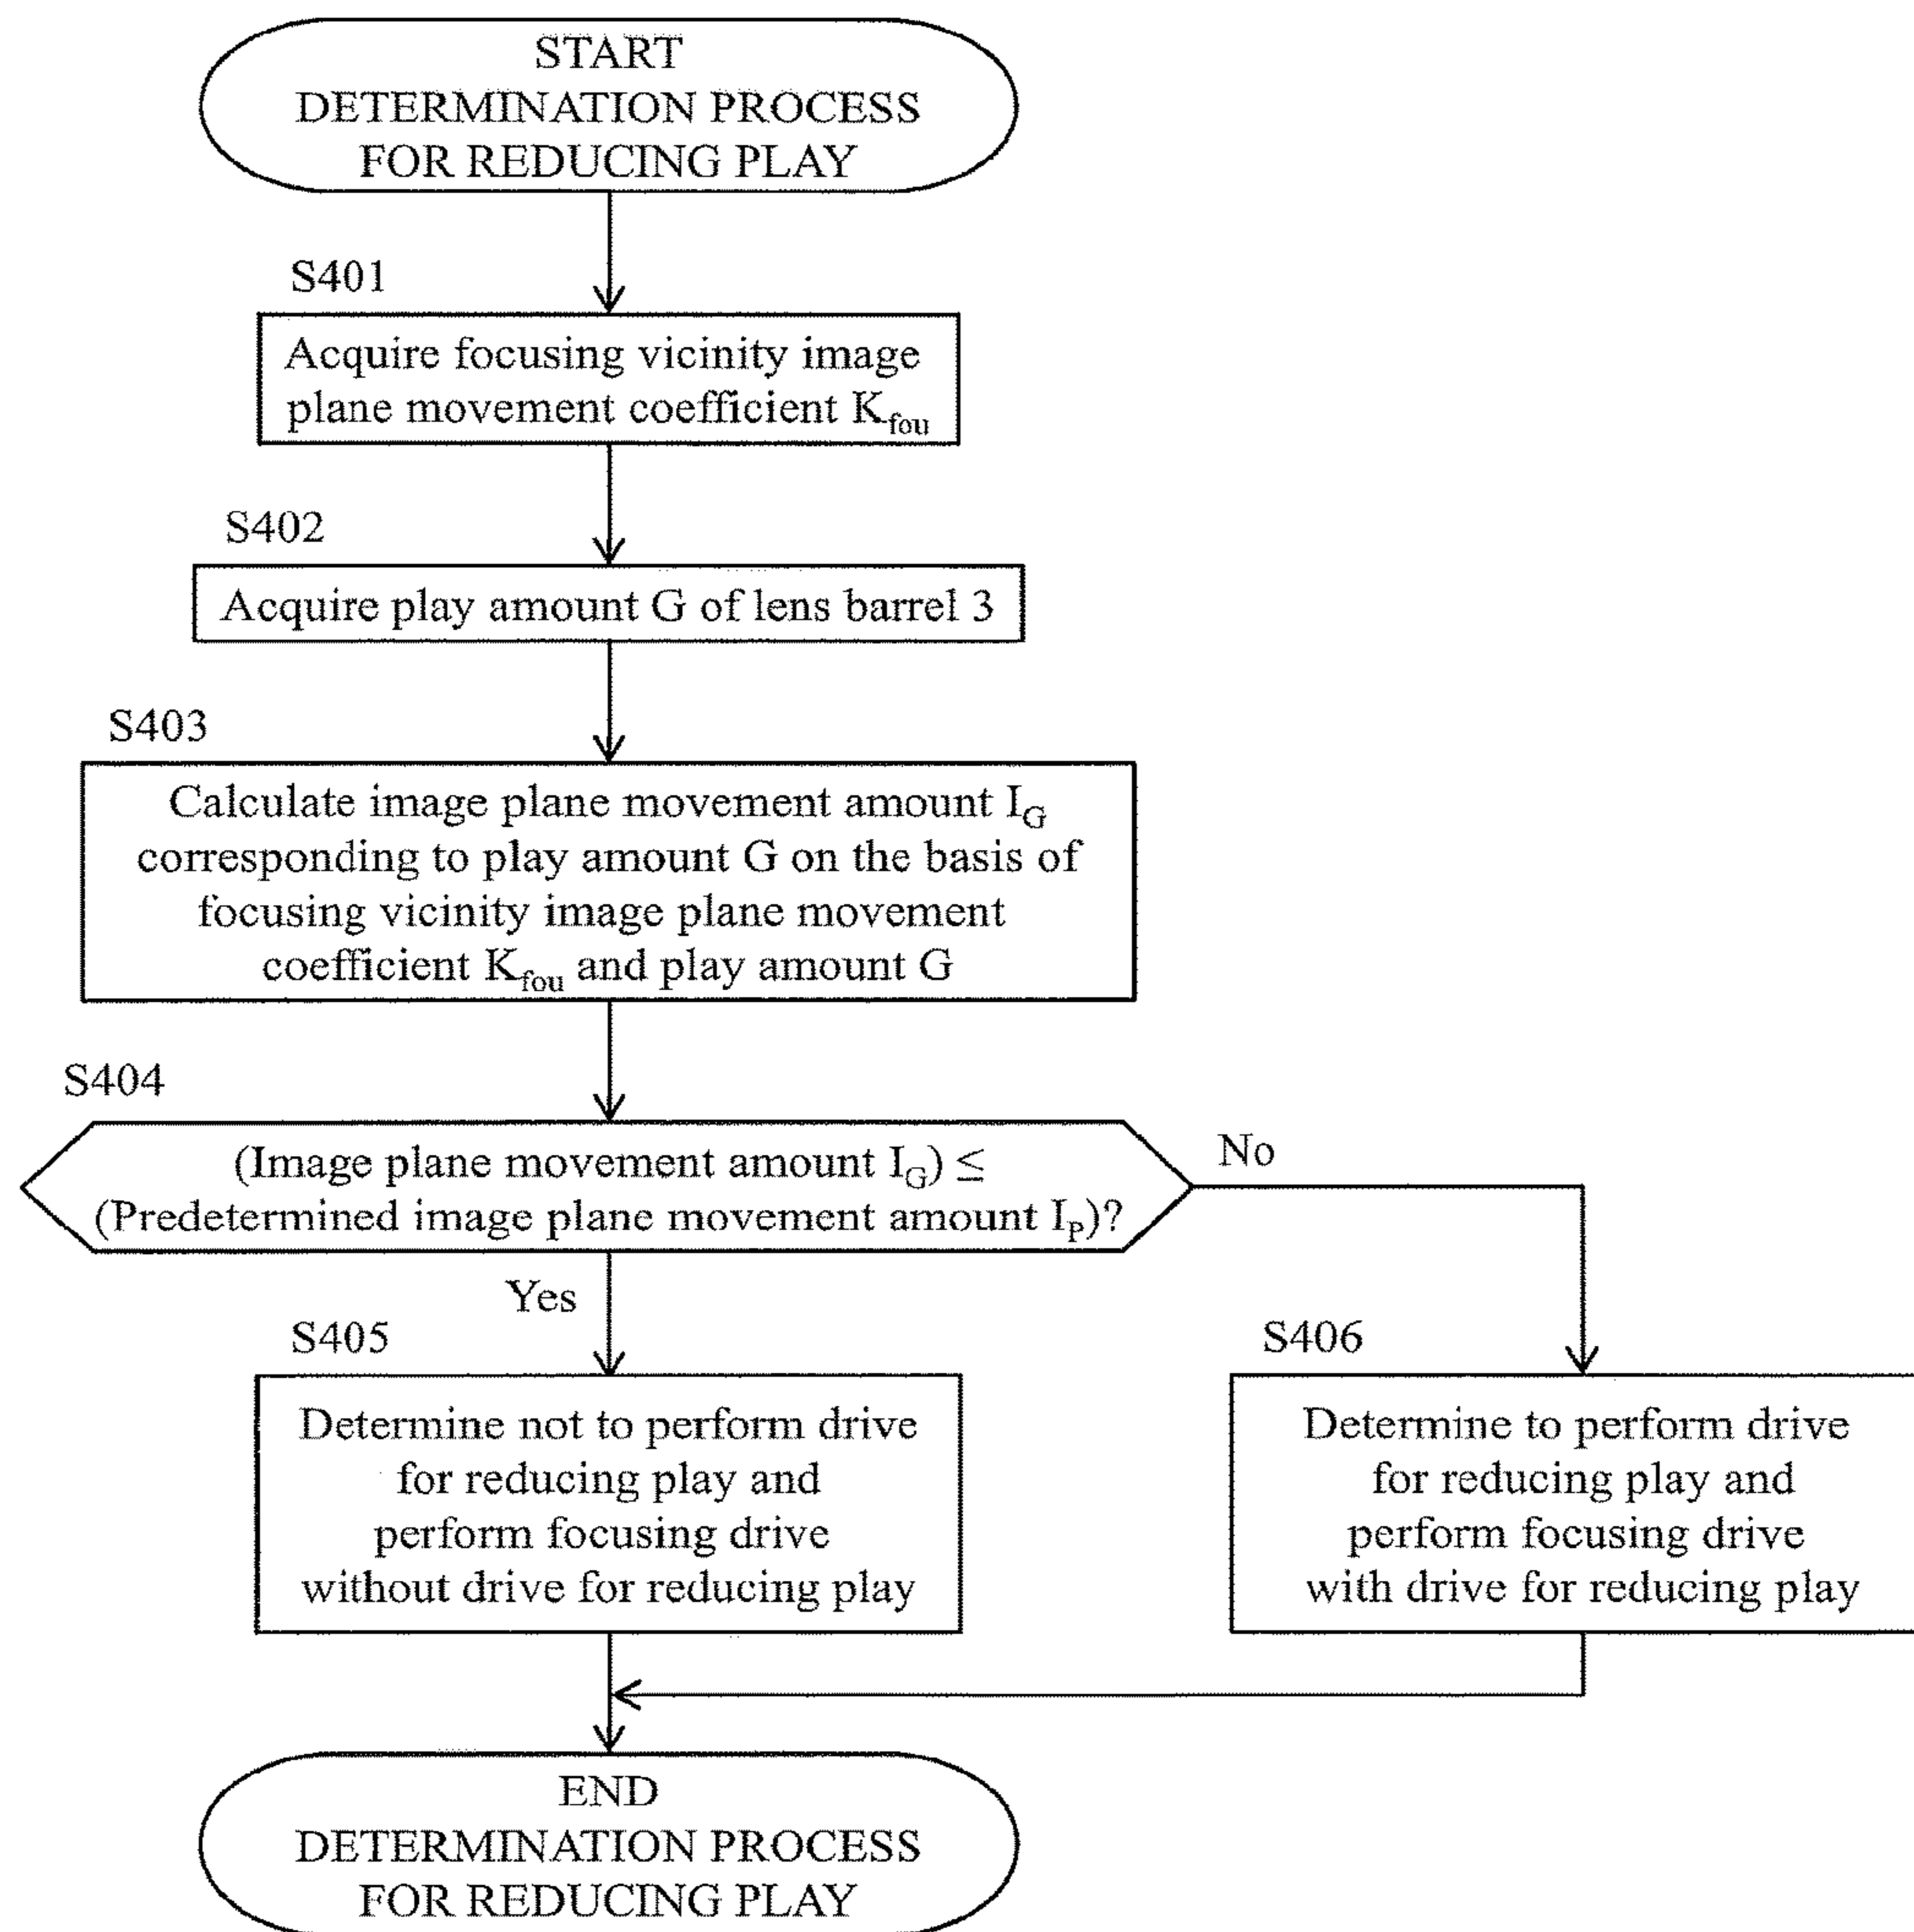 START
DETERMINATION PROCESS
FOR REDUCING PLAY
S401
Acquire focusing vicinity image
plane movement coefficient K_fou
S402
Acquire play amount G of lens barrel 3
S403
Calculate image plane movement amount I_G
corresponding to play amount G on the basis of
focusing vicinity image plane movement
coefficient K_fou and play amount G
S404
(Image plane movement amount I_G) ≤
(Predetermined image plane movement amount I_P)?
No
Yes
S405
Determine not to perform drive
for reducing play and
perform focusing drive
without drive for reducing play
S406
Determine to perform drive
for reducing play and
perform focusing drive
with drive for reducing play
END
DETERMINATION PROCESS
FOR REDUCING PLAY